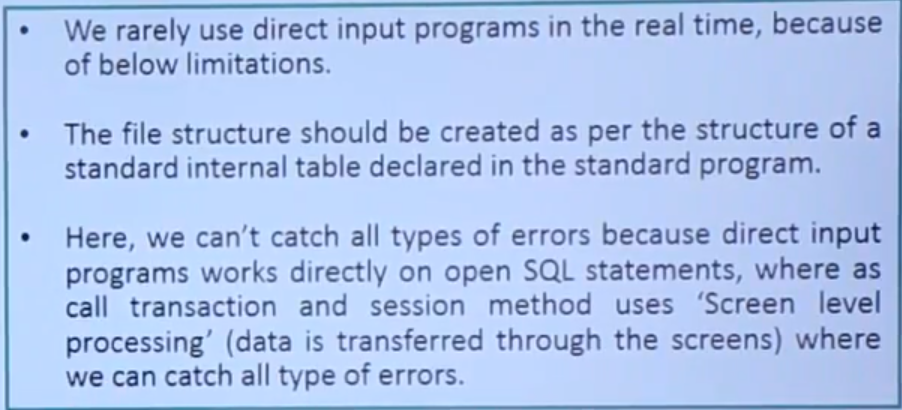 • We rarely use direct input programs in the real time, because
of below limitations.
• The file structure should be created as per the structure of a
standard internal table declared in the standard program.
• Here, we can't catch all types of errors because direct input
programs works directly on open SQL statements, where as
call transaction and session method uses ‘Screen level
processing’ (data is transferred through the screens) where
we can catch all type of errors.